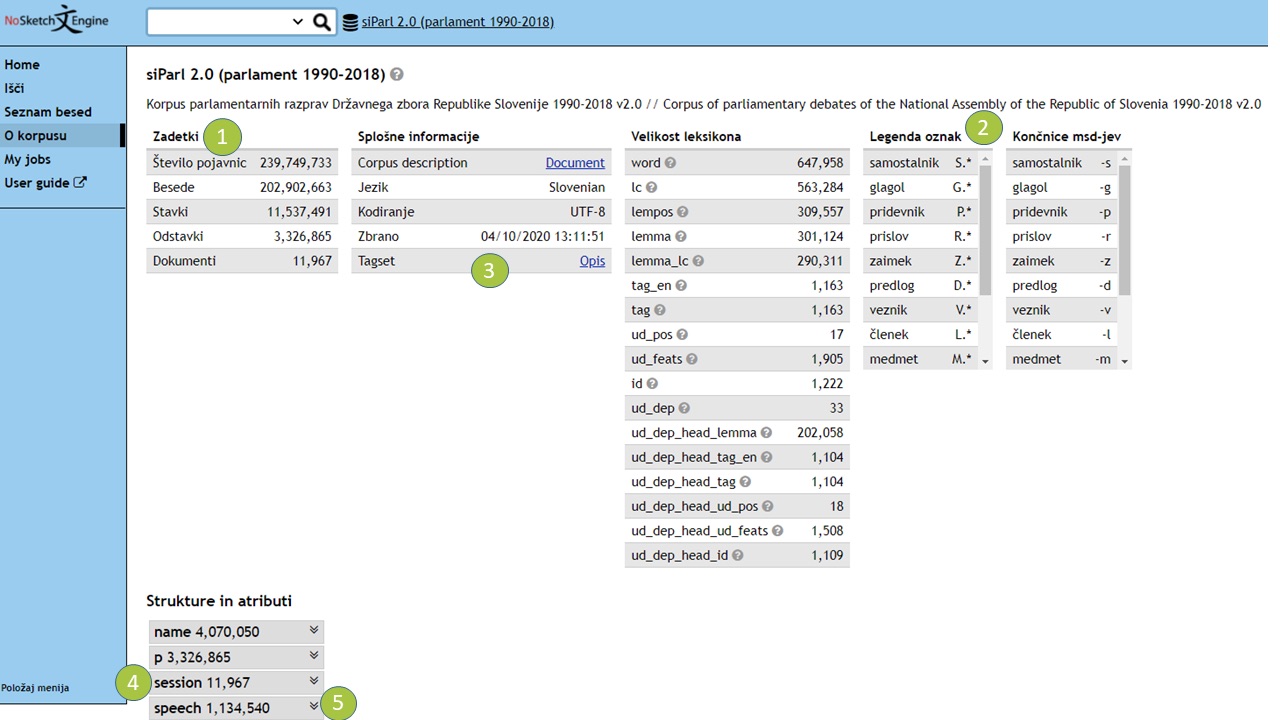 NoSketch Engine
siParl 2.0 (parlament 1990-2018)
Home
Išči
Seznam besed
O korpusu
My jobs
User guide
Položaj menija
siParl 2.0 (parlament 1990-2018)
Korpus parlamentarnih razprav Državnega zbora Republike Slovenije 1990-2018 v2.0 // Corpus of parliamentary debates of the National Assembly of the Republic of Slovenia 1990-2018 v2.0
Zadetki 1
Število pojavnic 239,749,733
Besede 202,902,663
Stavki 11,537,491
Odstavki 3,326,865
Dokumenti 11,967
Splošne informacije
Corpus description Document
Jezik Slovenian
Kodiranje UTF-8
Zbrano 04/10/2020 13:11:51
Tagset 3 Opis
Velikost leksikona
word 647,958
lc 563,284
lempos 309,557
lemma 301,124
lemma_lc 290,311
tag_en 1,163
tag 1,163
ud_pos 17
ud_feats 1,905
id 1,222
ud_dep 33
ud_dep_head_lemma 202,058
ud_dep_head_tag_en 1,104
ud_dep_head_tag 1,104
ud_dep_head_ud_pos 18
ud_dep_head_ud_feats 1,508
ud_dep_head_id 1,109
Legenda oznak 2
samostalnik S.*
glagol G.*
pridevnik P.*
prislov R.*
zaimek Z.*
predlog D.*
veznik V.*
členek L.*
medmet M.*
Končnice msd-jev
samostalnik -s
glagol -g
pridevnik -p
prislov -r
zaimek -z
predlog -d
veznik -v
členek -l
medmet -m
Strukture in atributi
name 4,070,050
p 3,326,865
4 session 11,967
speech 1,134,540 5